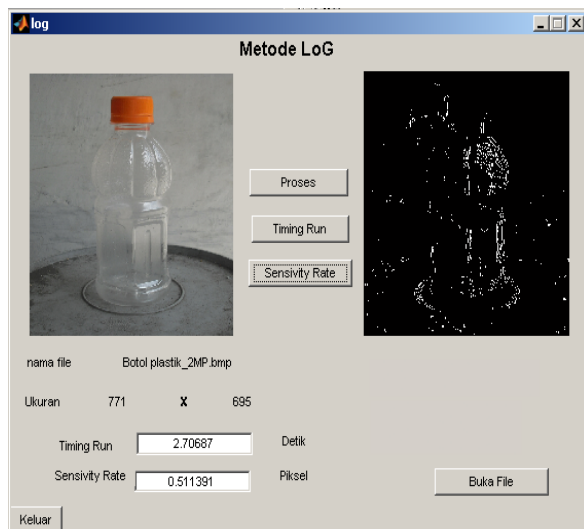 log
Metode LoG
Proses
Timing Run
Sensivity Rate
nama file Botol plastik_2MP.bmp
Ukuran 771 X 695
Timing Run 2.70687 Detik
Sensivity Rate 0.511391 Piksel
Buka File
Keluar